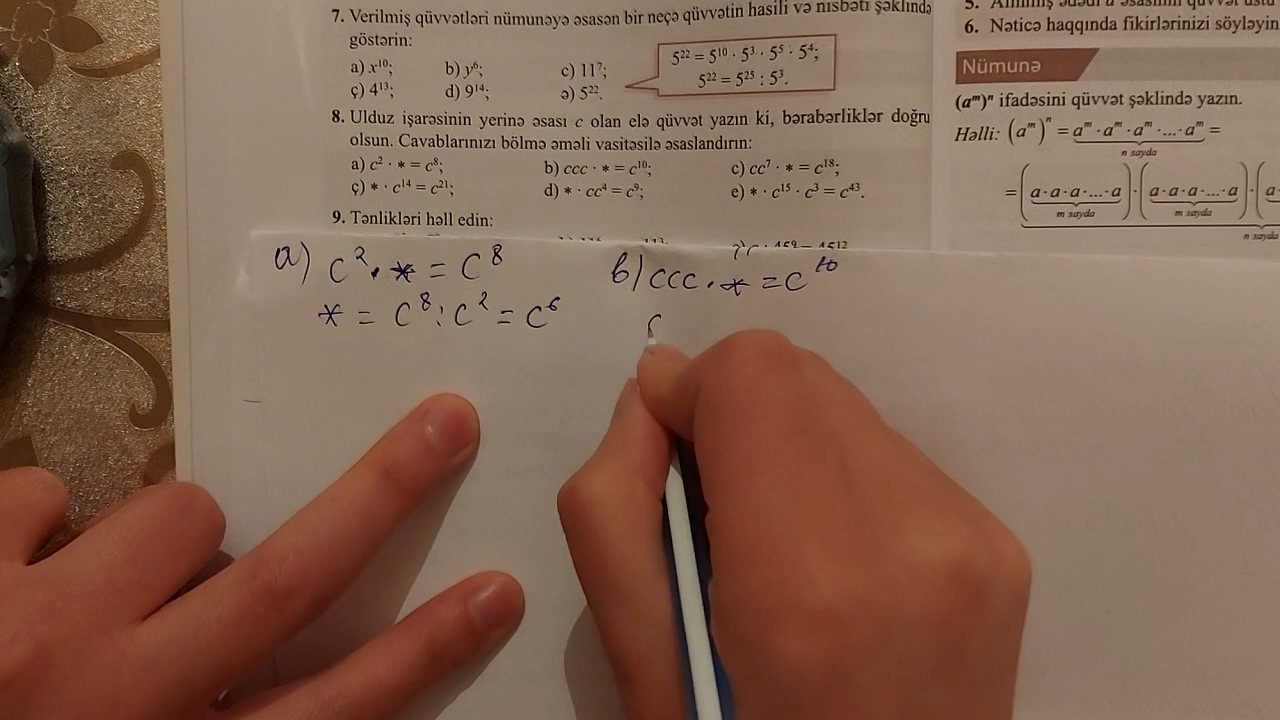 7. Verilmiş qüvvətləri nümunəyə əsasən bir neçə qüvvətin hasili və nisbəti şəklində
göstərin:
a) x¹⁰; b) y⁶; c) 11⁷;
ç) 4¹³; d) 9¹⁴; ə) 5²².
5²² = 5¹⁰ · 5³ · 5⁵ · 5⁴;
5²² = 5²⁵ : 5³.
8. Ulduz işarəsinin yerinə əsası c olan elə qüvvət yazın ki, bərabərliklər doğru
olsun. Cavablarınızı bölmə əməli vasitəsilə əsaslandırın:
a) c² · * = c⁸; b) ccc · * = c¹⁰; c) cc⁷ · * = c¹⁸;
ç) * · c¹⁴ = c²¹; d) * · cc⁴ = c⁹; e) * · c¹⁵ · c³ = c⁴³.
9. Tənlikləri həll edin:
6. Nəticə haqqında fikirlərinizi söyləyin
Nümunə
(aᵐ)ⁿ ifadəsini qüvvət şəklində yazın.
Həlli: (aᵐ)ⁿ = aᵐ · aᵐ · aᵐ · ... · aᵐ =
n sayda
= (a · a · a · ... · a) · (a · a · a · ... · a) · (a
m sayda m sayda
n sayda
a) c² · * = c⁸
* = c⁸ : c² = c⁶
b) ccc · * = c¹⁰
c